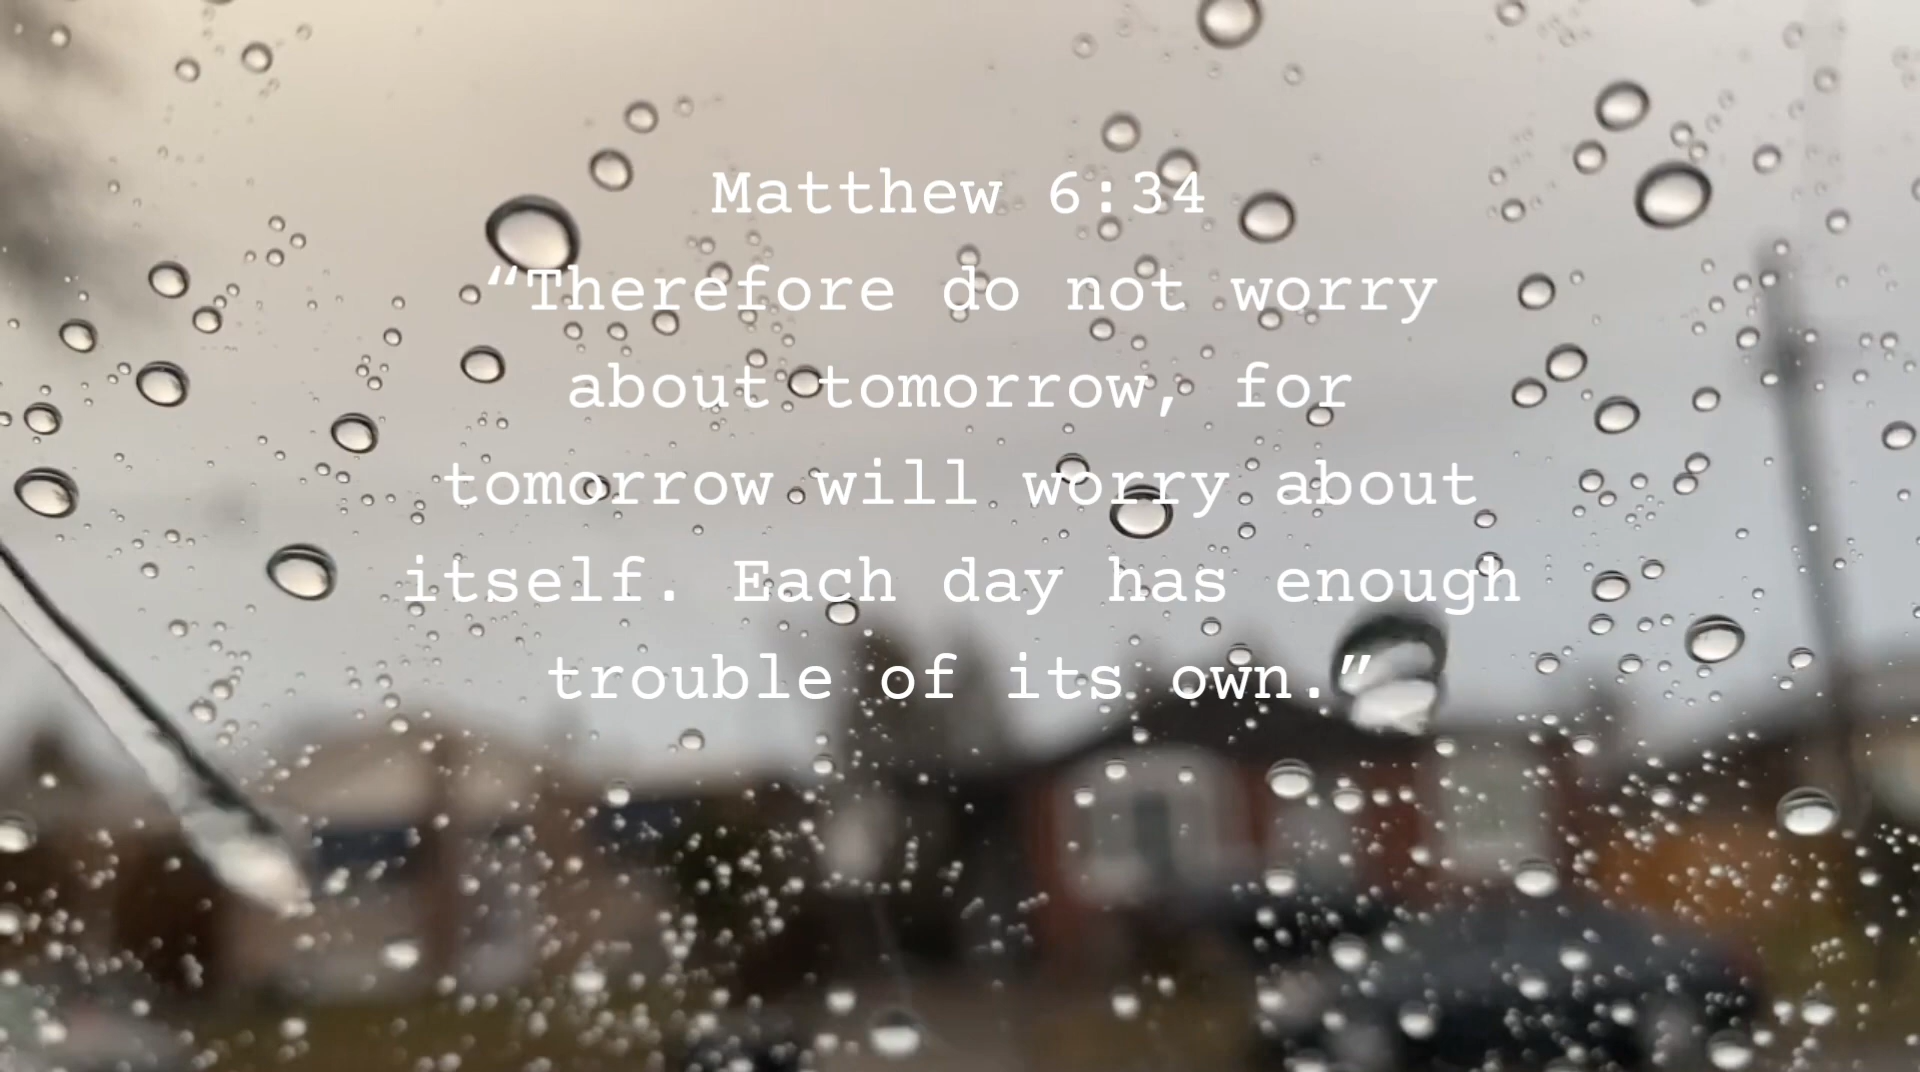 Matthew 6:34
“Therefore do not worry
about tomorrow, for
tomorrow will worry about
itself. Each day has enough
trouble of its own.”